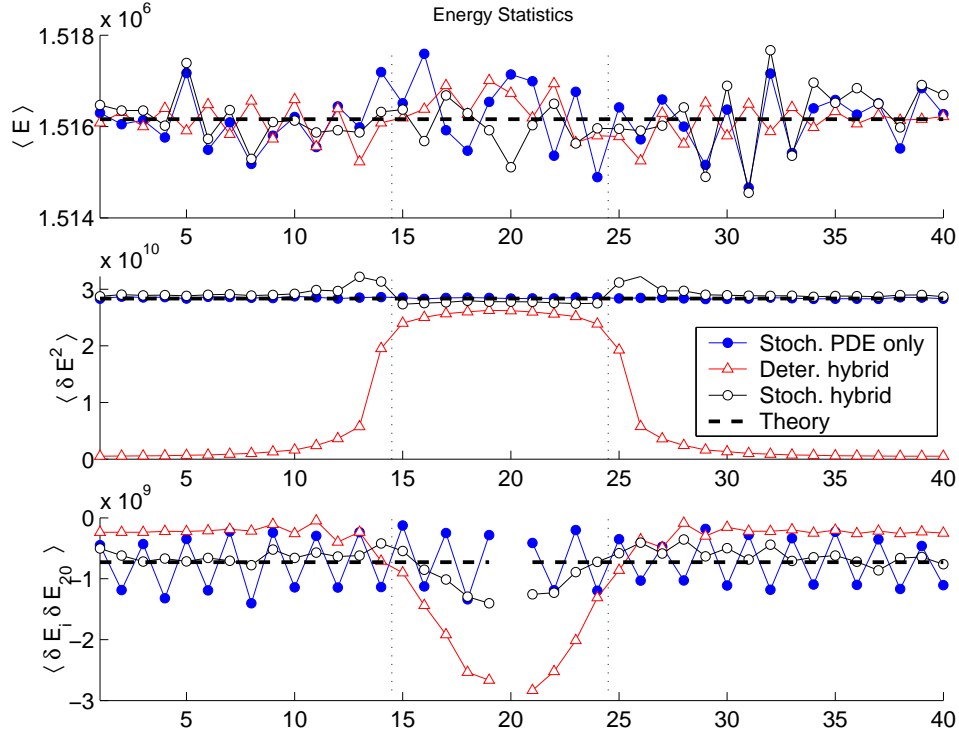 Energy Statistics
x 10^6
⟨ E ⟩
1.518
1.516
1.514
5 10 15 20 25 30 35 40
x 10^10
⟨ δ E^2 ⟩
3
2
1
0
Stoch. PDE only
Deter. hybrid
Stoch. hybrid
Theory
5 10 15 20 25 30 35 40
x 10^9
⟨ δ E_i δ E_20 ⟩
0
−1
−2
−3
5 10 15 20 25 30 35 40